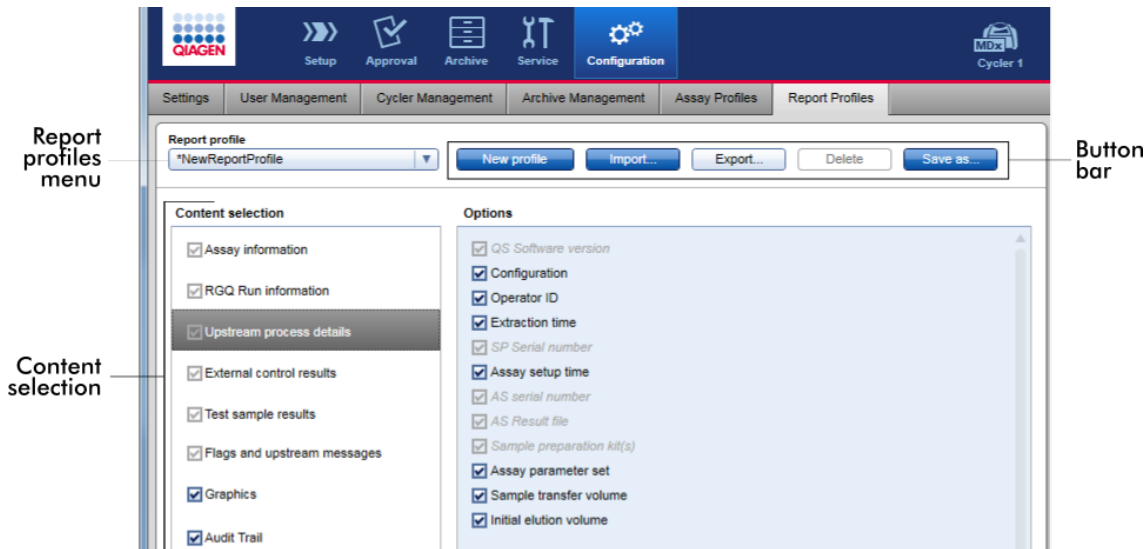 QIAGEN
Setup
Approval
Archive
Service
Configuration
MDx
Cycler 1
Settings
User Management
Cycler Management
Archive Management
Assay Profiles
Report Profiles
Report
profiles
menu
Report profile
*NewReportProfile
New profile
Import...
Export...
Delete
Save as...
Button
bar
Content selection
Assay information
RGQ Run information
Upstream process details
External control results
Test sample results
Flags and upstream messages
Graphics
Audit Trail
Content
selection
Options
QS Software version
Configuration
Operator ID
Extraction time
SP Serial number
Assay setup time
AS serial number
AS Result file
Sample preparation kit(s)
Assay parameter set
Sample transfer volume
Initial elution volume